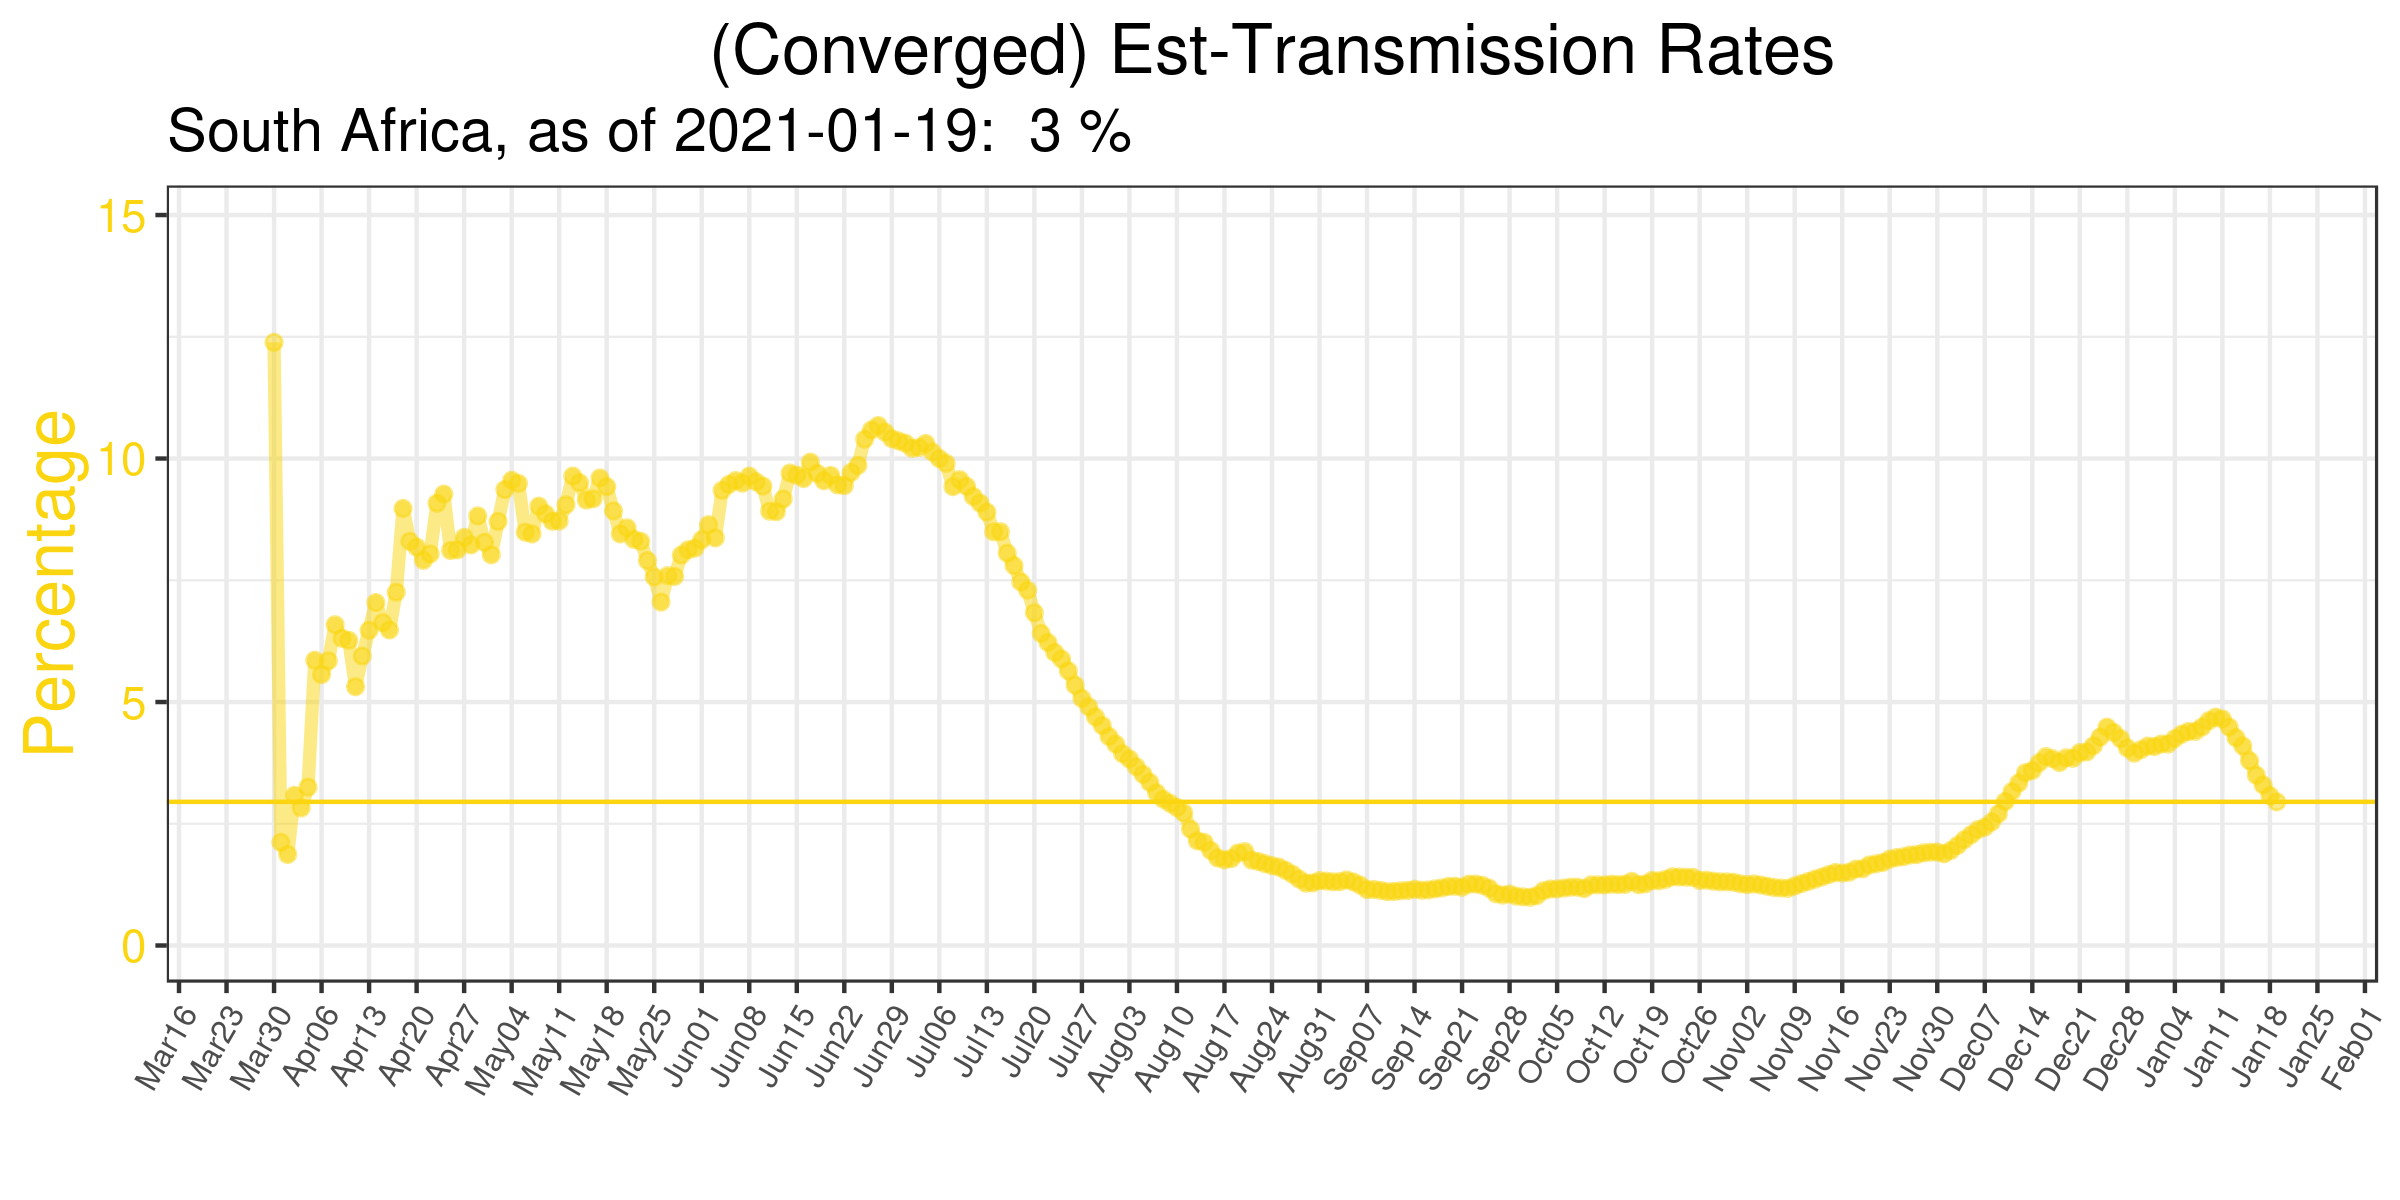 (Converged) Est-Transmission Rates
South Africa, as of 2021-01-19:  3 %
Percentage
15
10
5
0
Mar16
Mar23
Mar30
Apr06
Apr13
Apr20
Apr27
May04
May11
May18
May25
Jun01
Jun08
Jun15
Jun22
Jun29
Jul06
Jul13
Jul20
Jul27
Aug03
Aug10
Aug17
Aug24
Aug31
Sep07
Sep14
Sep21
Sep28
Oct05
Oct12
Oct19
Oct26
Nov02
Nov09
Nov16
Nov23
Nov30
Dec07
Dec14
Dec21
Dec28
Jan04
Jan11
Jan18
Jan25
Feb01